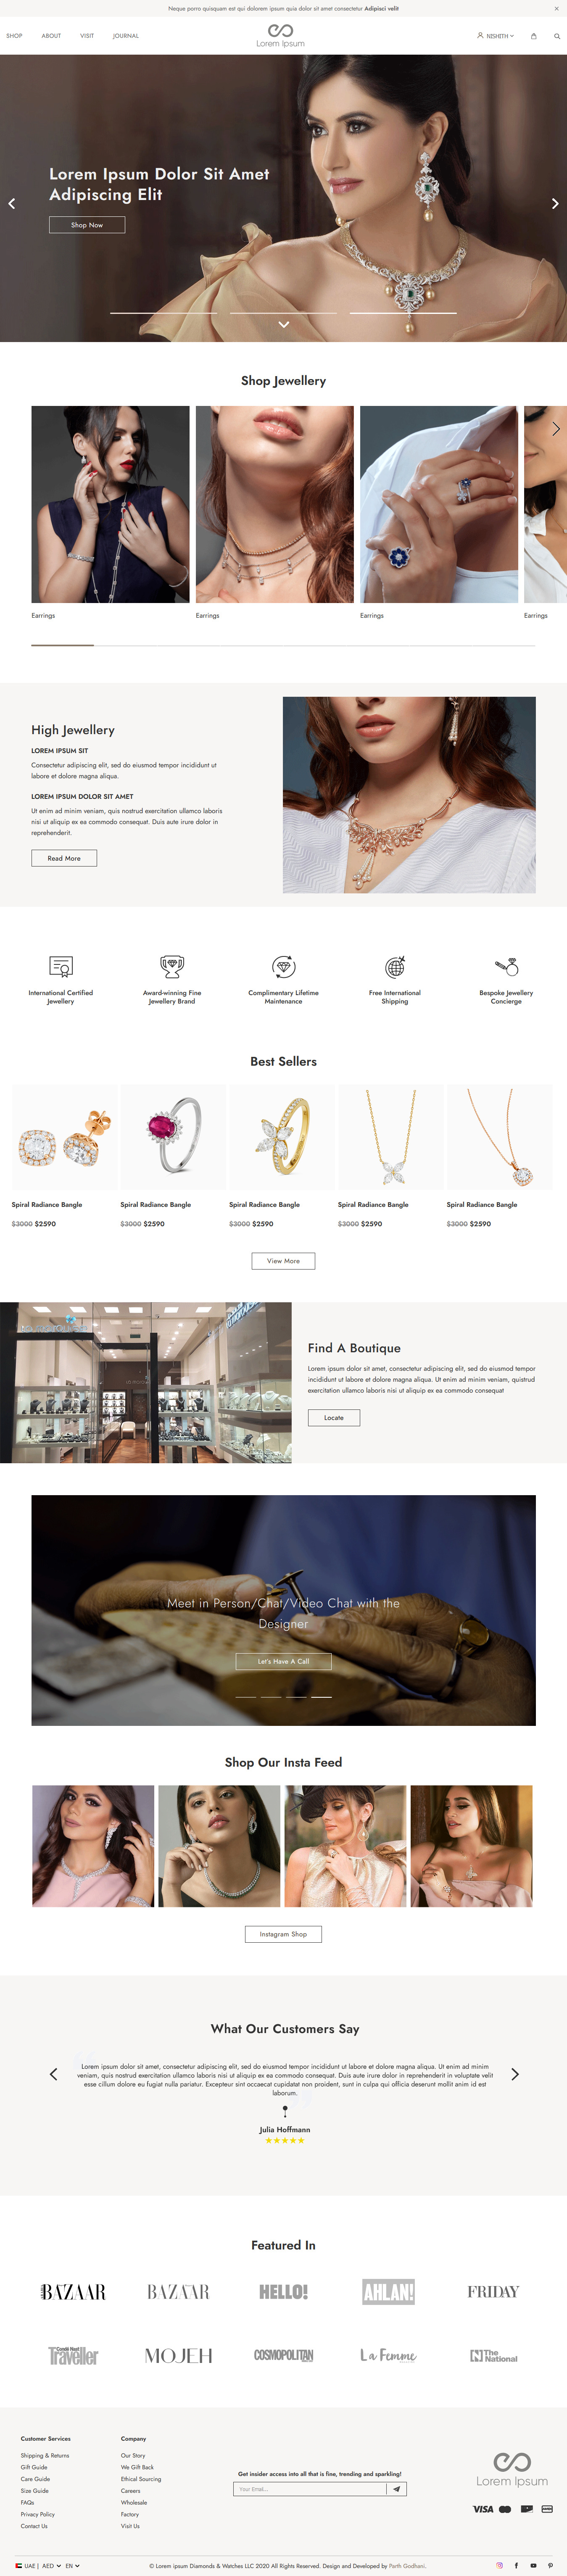 Neque porro quisquam est qui dolorem ipsum quia dolor sit amet consectetur Adipisci velit
SHOP ABOUT VISIT JOURNAL
Lorem Ipsum
NISHITH
Lorem Ipsum Dolor Sit Amet
Adipiscing Elit
Shop Now
Shop Jewellery
Earrings Earrings Earrings Earrings
High Jewellery
LOREM IPSUM SIT
Consectetur adipiscing elit, sed do eiusmod tempor incididunt ut
labore et dolore magna aliqua.
LOREM IPSUM DOLOR SIT AMET
Ut enim ad minim veniam, quis nostrud exercitation ullamco laboris
nisi ut aliquip ex ea commodo consequat. Duis aute irure dolor in
reprehenderit.
Read More
International Certified
Jewellery
Award-winning Fine
Jewellery Brand
Complimentary Lifetime
Maintenance
Free International
Shipping
Bespoke Jewellery
Concierge
Best Sellers
Spiral Radiance Bangle Spiral Radiance Bangle Spiral Radiance Bangle Spiral Radiance Bangle Spiral Radiance Bangle
$3000 $2590 $3000 $2590 $3000 $2590 $3000 $2590 $3000 $2590
View More
Find A Boutique
Lorem ipsum dolor sit amet, consectetur adipiscing elit, sed do eiusmod tempor
incididunt ut labore et dolore magna aliqua. Ut enim ad minim veniam, quistrud
exercitation ullamco laboris nisi ut aliquip ex ea commodo consequat
Locate
Meet in Person/Chat/Video Chat with the
Designer
Let's Have A Call
Shop Our Insta Feed
Instagram Shop
What Our Customers Say
Lorem ipsum dolor sit amet, consectetur adipiscing elit, sed do eiusmod tempor incididunt ut labore et dolore magna aliqua. Ut enim ad minim
veniam, quis nostrud exercitation ullamco laboris nisi ut aliquip ex ea commodo consequat. Duis aute irure dolor in reprehenderit in voluptate velit
esse cillum dolore eu fugiat nulla pariatur. Excepteur sint occaecat cupidatat non proident, sunt in culpa qui officia deserunt mollit anim id est
laborum.
Julia Hoffmann
Featured In
BAZAAR BAZAAR HELLO! AHLAN! FRIDAY
Condé Nast
Traveller
MOJEH COSMOPOLITAN La Femme
The
National
Customer Services
Shipping & Returns
Gift Guide
Care Guide
Size Guide
FAQs
Privacy Policy
Contact Us
Company
Our Story
We Gift Back
Ethical Sourcing
Careers
Wholesale
Factory
Visit Us
Get insider access into all that is fine, trending and sparkling!
Your Email...
Lorem Ipsum
VISA
UAE | AED EN
© Lorem ipsum Diamonds & Watches LLC 2020 All Rights Reserved. Design and Developed by Parth Godhani.